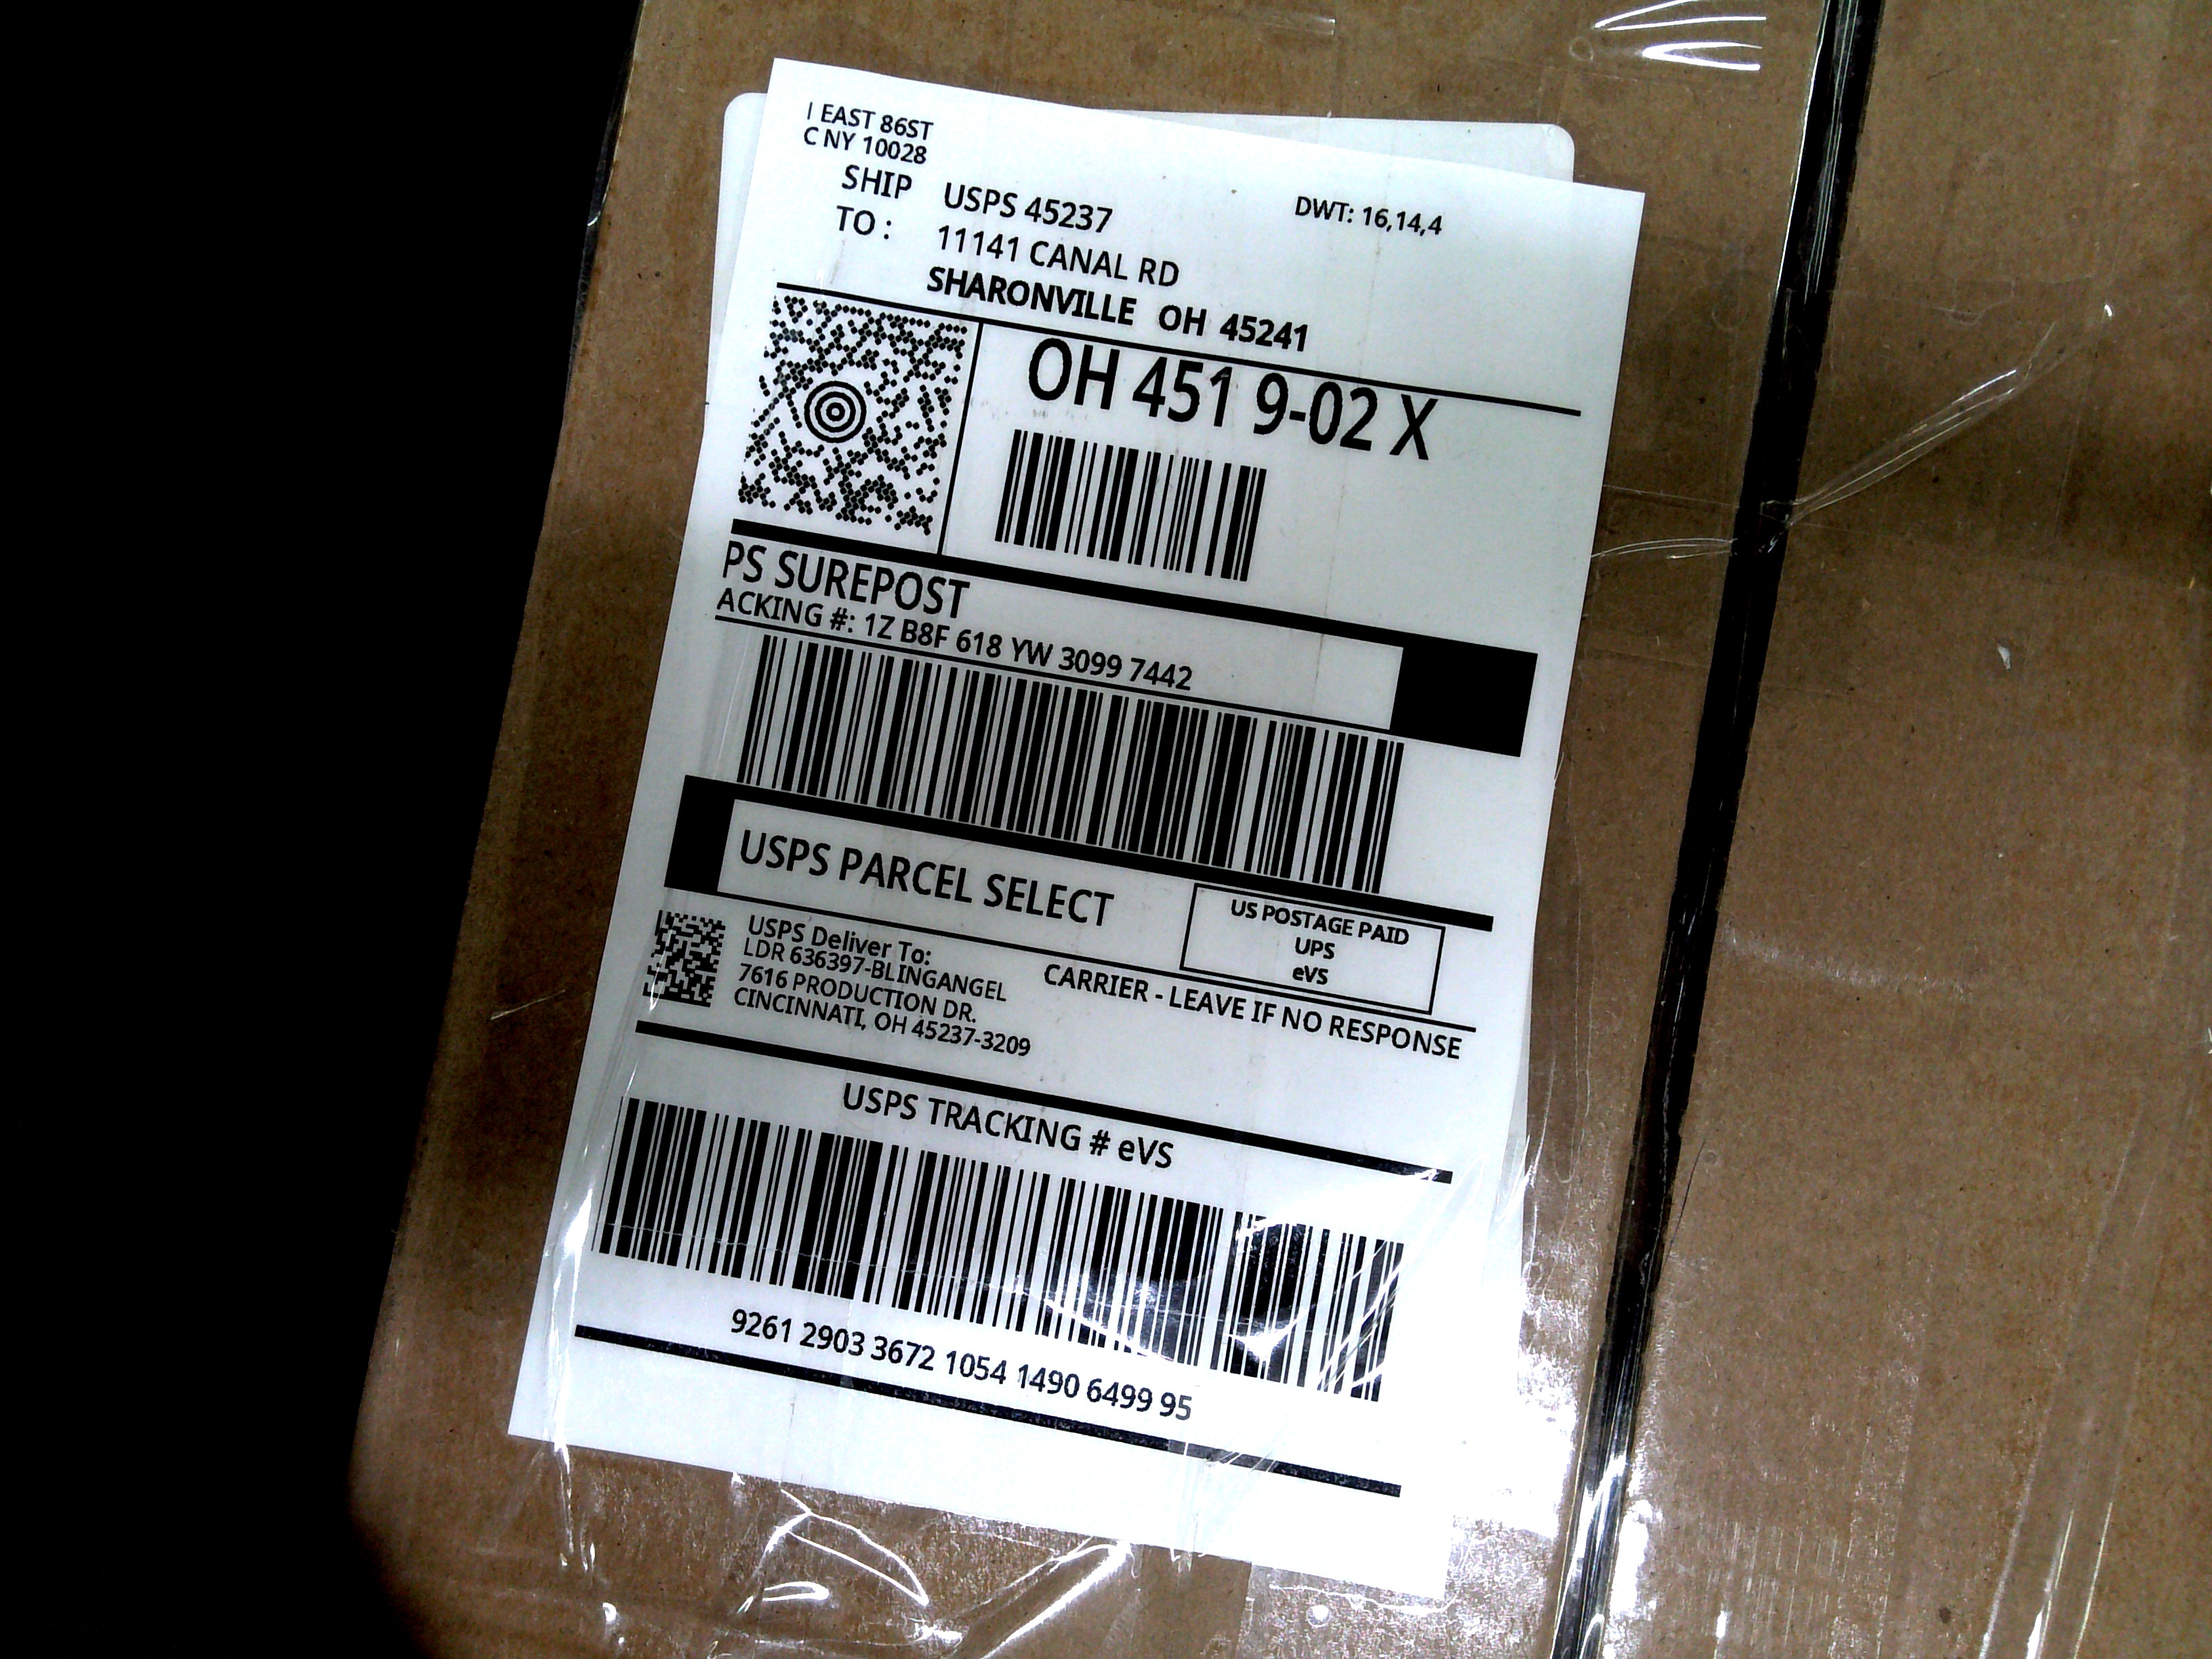 I EAST 86ST
C NY 10028
SHIP TO :
USPS 45237
11141 CANAL RD
SHARONVILLE OH 45241
DWT: 16,14,4
OH 451 9-02 X
PS SUREPOST
ACKING #: 1Z B8F 618 YW 3099 7442
USPS PARCEL SELECT
US POSTAGE PAID
UPS
eVS
USPS Deliver To:
LDR 636397-BLINGANGEL
7616 PRODUCTION DR.
CINCINNATI, OH 45237-3209
CARRIER - LEAVE IF NO RESPONSE
USPS TRACKING # eVS
9261 2903 3672 1054 1490 6499 95